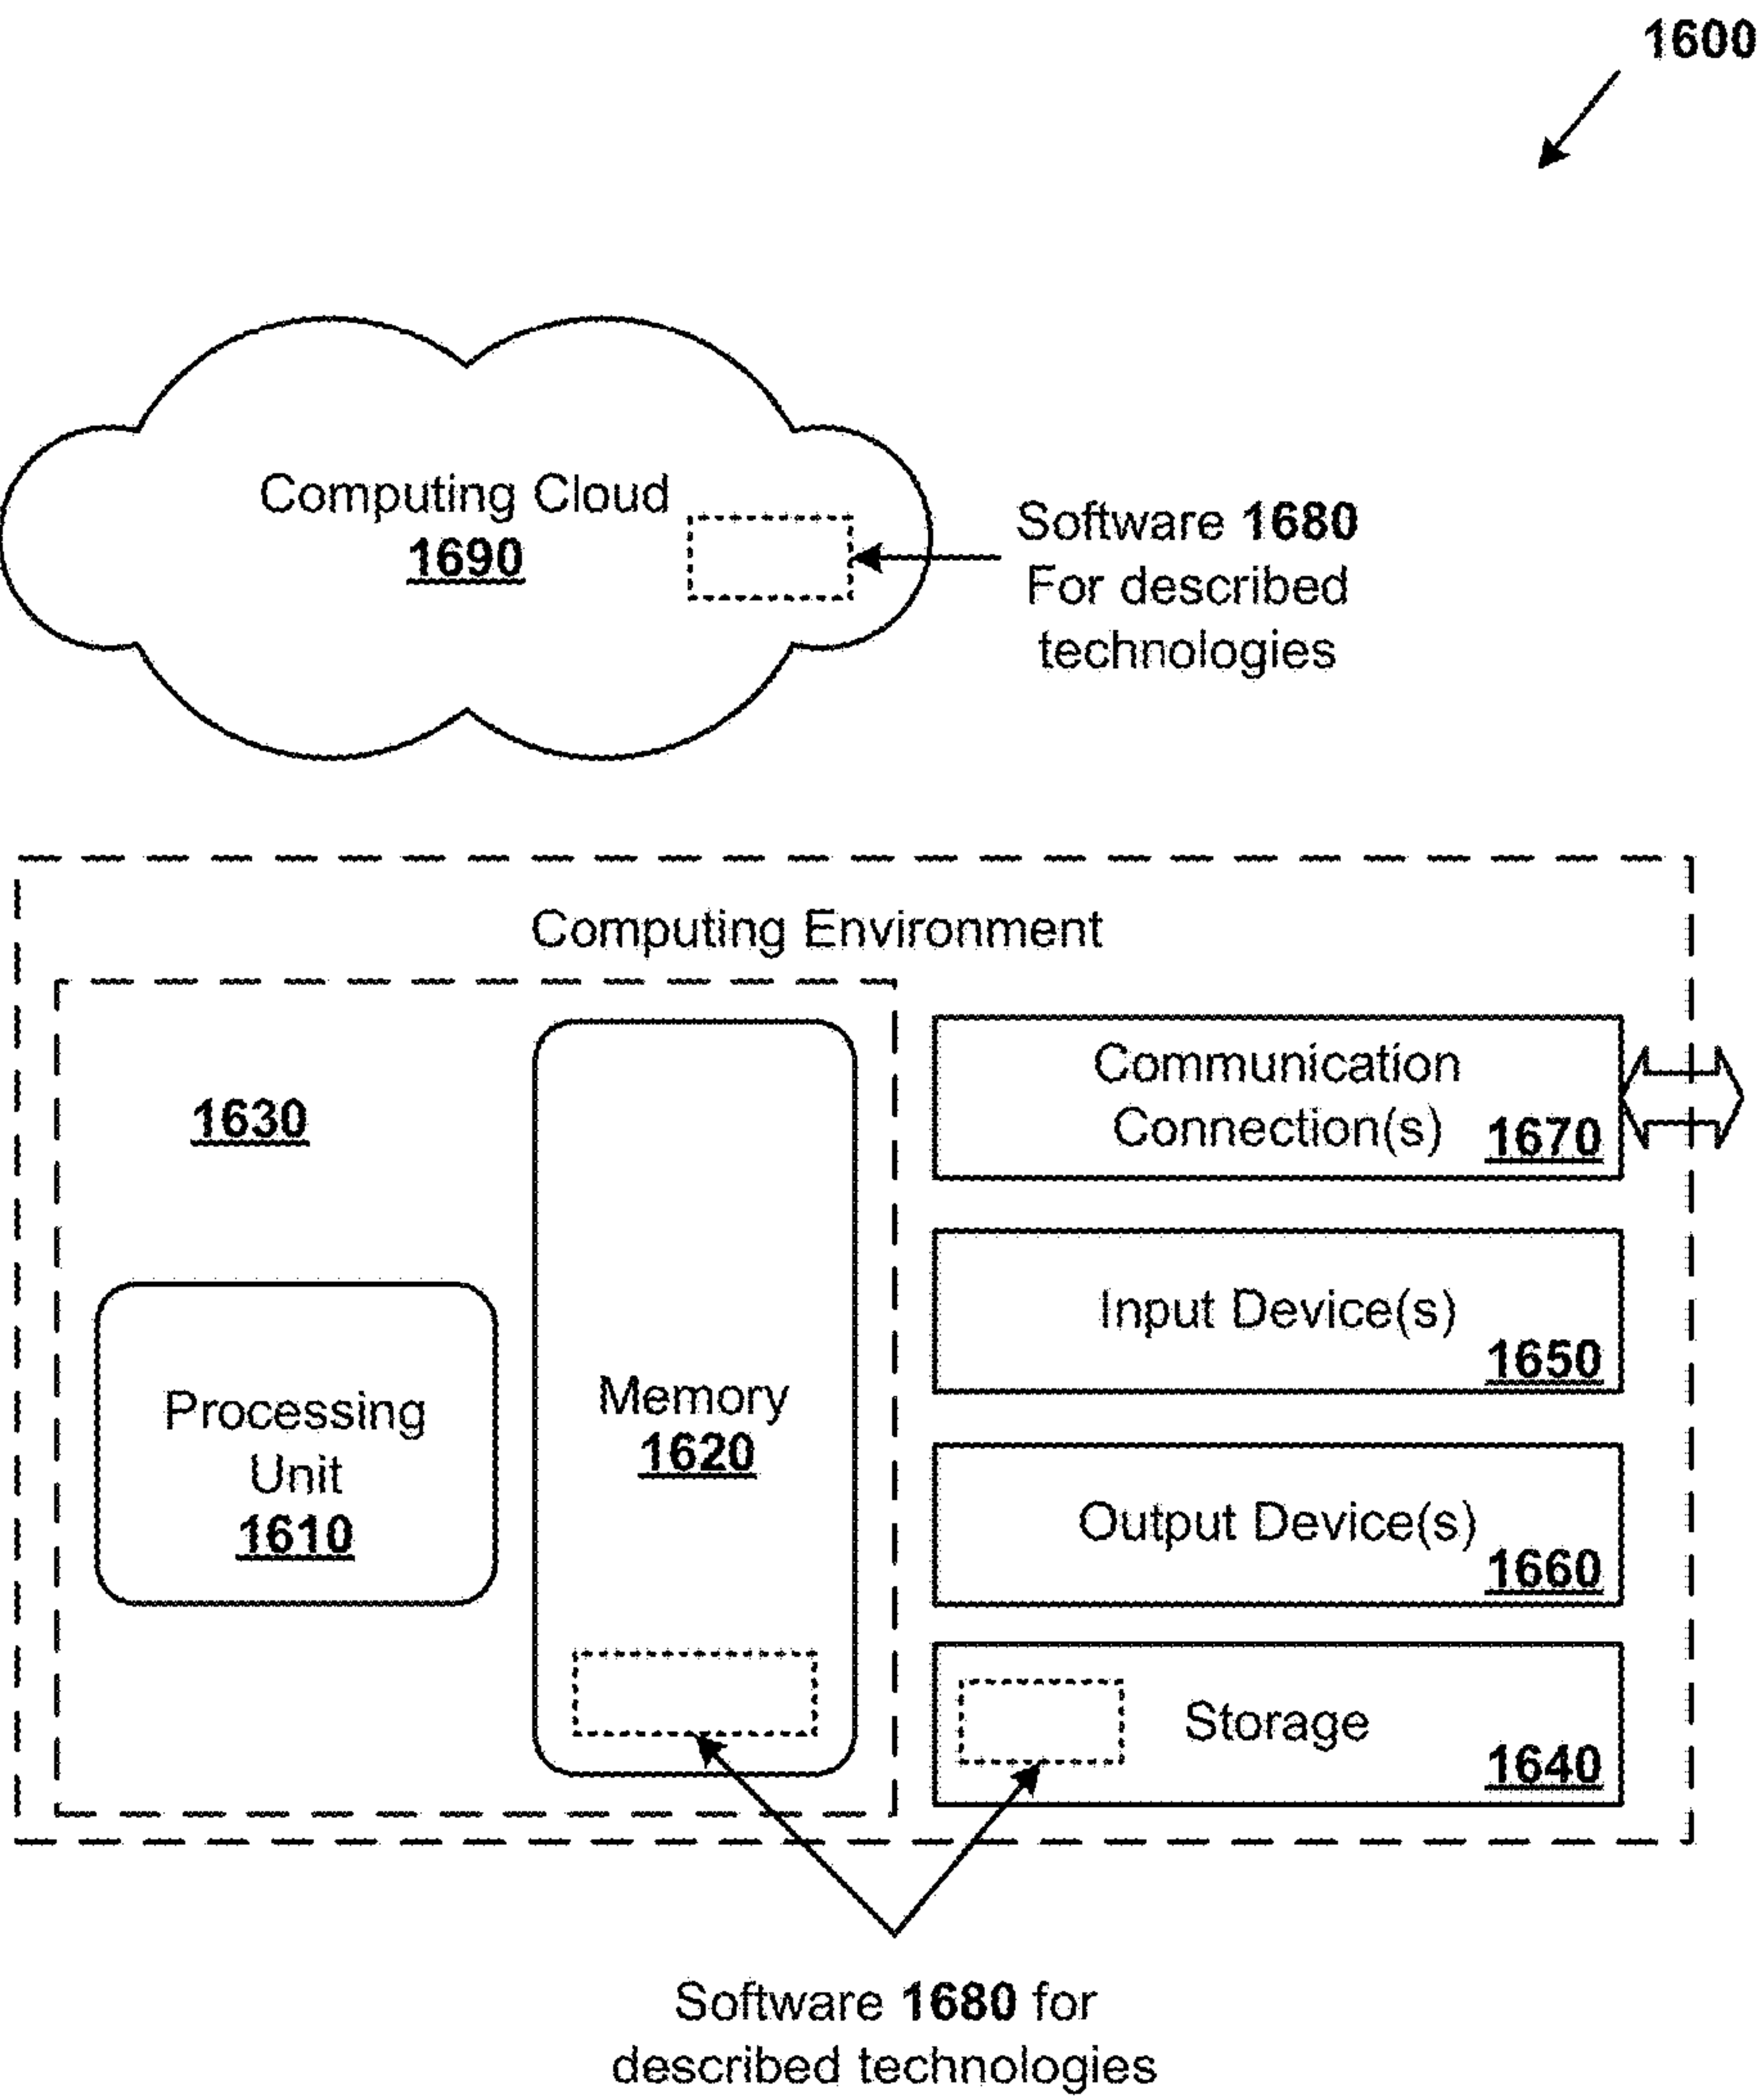 1600
Computing Cloud
1690
Software 1680
For described
technologies
Computing Environment
1630
Processing
Unit
1610
Memory
1620
Communication
Connection(s)
1670
Input Device(s)
1650
Output Device(s)
1660
Storage
1640
Software 1680 for
described technologies